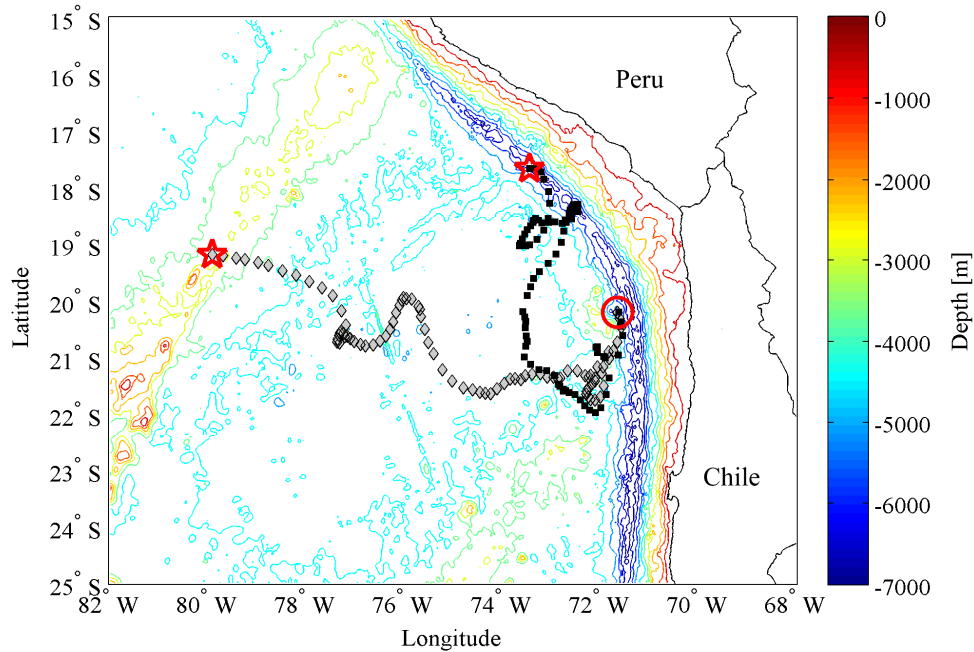 15° S
16° S
17° S
18° S
19° S
20° S
21° S
22° S
23° S
24° S
25° S
Latitude
82° W 80° W 78° W 76° W 74° W 72° W 70° W 68° W
Longitude
Peru
Chile
0
-1000
-2000
-3000
-4000
-5000
-6000
-7000
Depth [m]